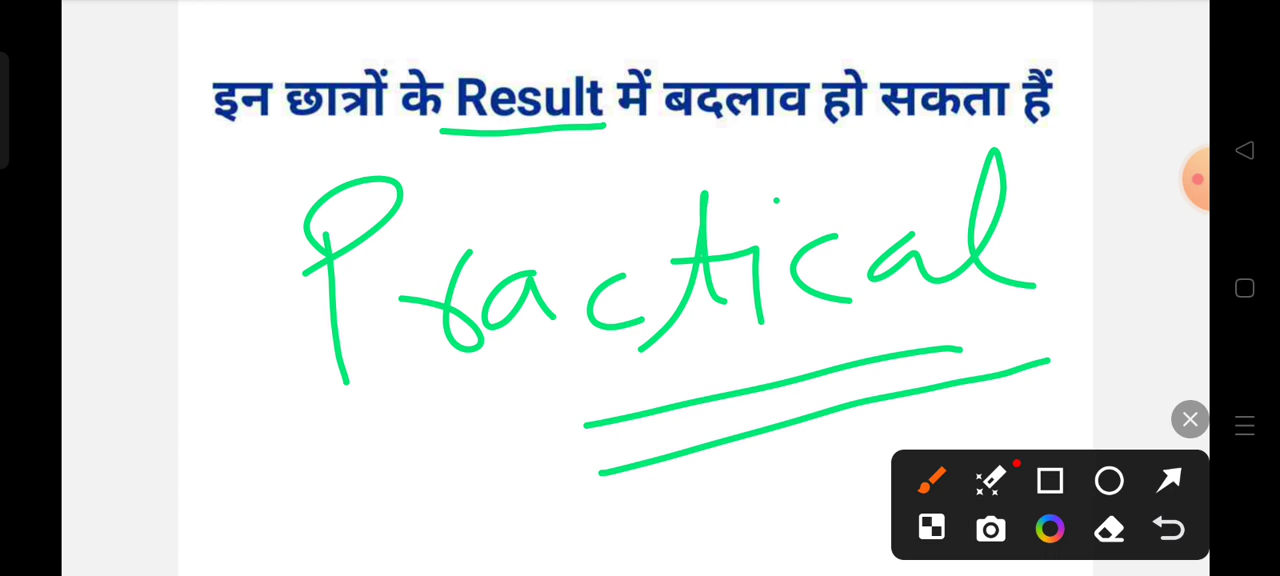 इन छात्रों के Result में बदलाव हो सकता हैं
Practical